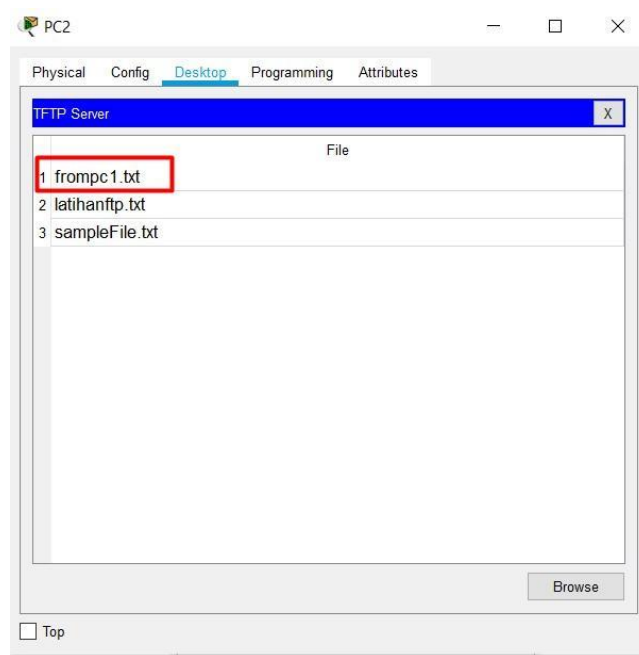 PC2
Physical Config Desktop Programming Attributes
TFTP Server X
File
1 frompc1.txt
2 latihanftp.txt
3 sampleFile.txt
Browse
Top